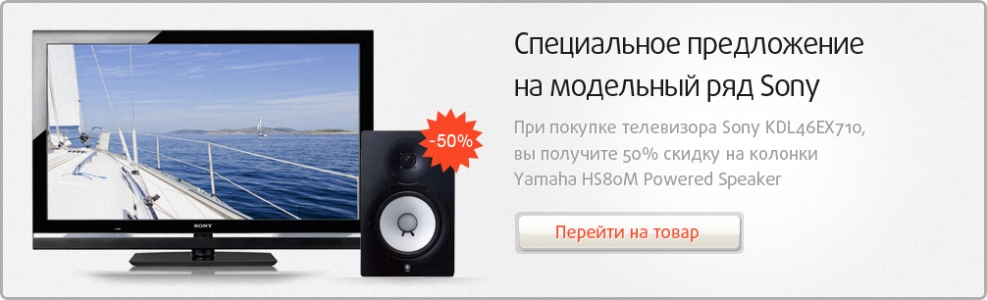 Специальное предложение
на модельный ряд Sony
При покупке телевизора Sony KDL46EX710,
вы получите 50% скидку на колонки
Yamaha HS80M Powered Speaker
Перейти на товар
-50%
SONY